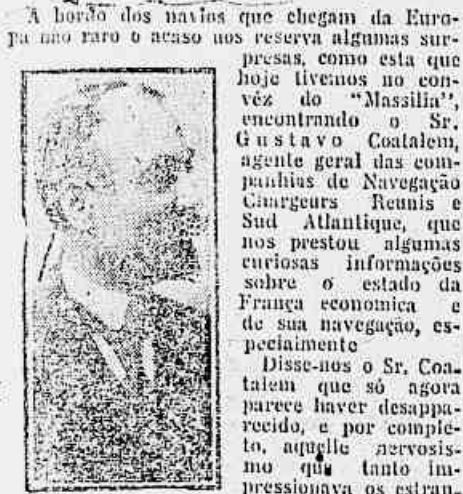 A bordo dos navios que chegam da Euro-
pa não raro o acaso nos reserva algumas sur-
presas, como esta que
hoje tivemos no con-
véz do "Massilia",
encontrando o Sr.
Gustavo Coatalem,
agente geral das com-
panhias de Navegação
Chargeurs Reunis e
Sud Atlantique, que
nos prestou algumas
curiosas informações
sobre o estado da
França economica e
de sua navegação, es-
pecialmente
Disse-nos o Sr. Coa-
talem que só agora
parece haver desappa-
recido, e por comple-
to, aquelle nervosis-
mo que tanto im-
pressionava os estran-